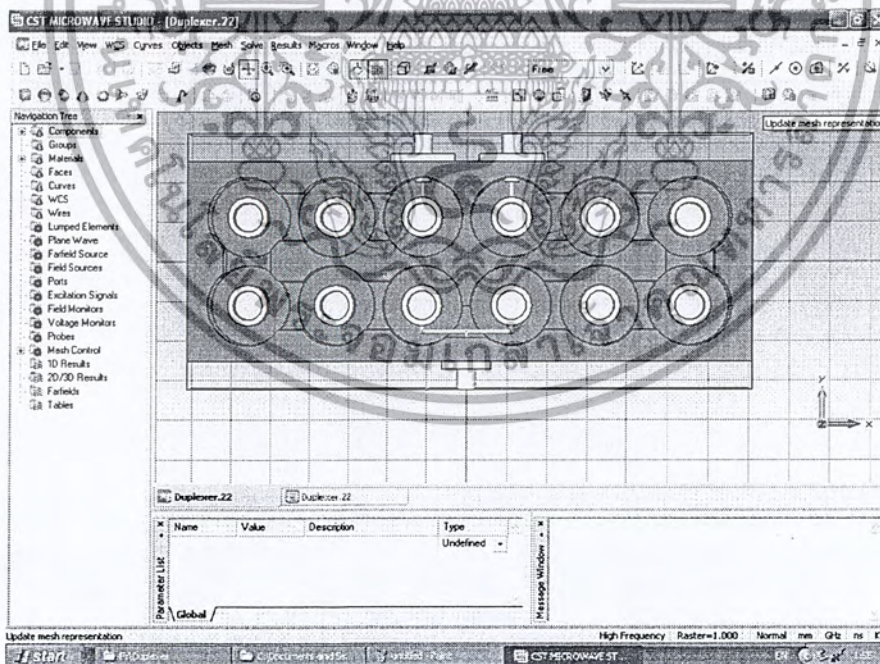 CST MICROWAVE STUDIO - [Duplexer.22]
File Edit View WCS Curves Objects Mesh Solve Results Macros Window Help
Free
Navigation Tree
Update mesh representation
Components
Groups
Materials
Faces
Curves
WCS
Wires
Lumped Elements
Plane Wave
Farfield Source
Field Sources
Ports
Excitation Signals
Field Monitors
Voltage Monitors
Probes
Mesh Control
1D Results
2D/3D Results
Farfields
Tables
y
x
Duplexer.22
Duplexer.22
Name Value Description Type
Undefined
Parameter List
Global
Message Window
Update mesh representation
High Frequency Raster=1.000 Normal mm GHz ns
start
untitled - Paint
CST MICROWAVE ST...
EN